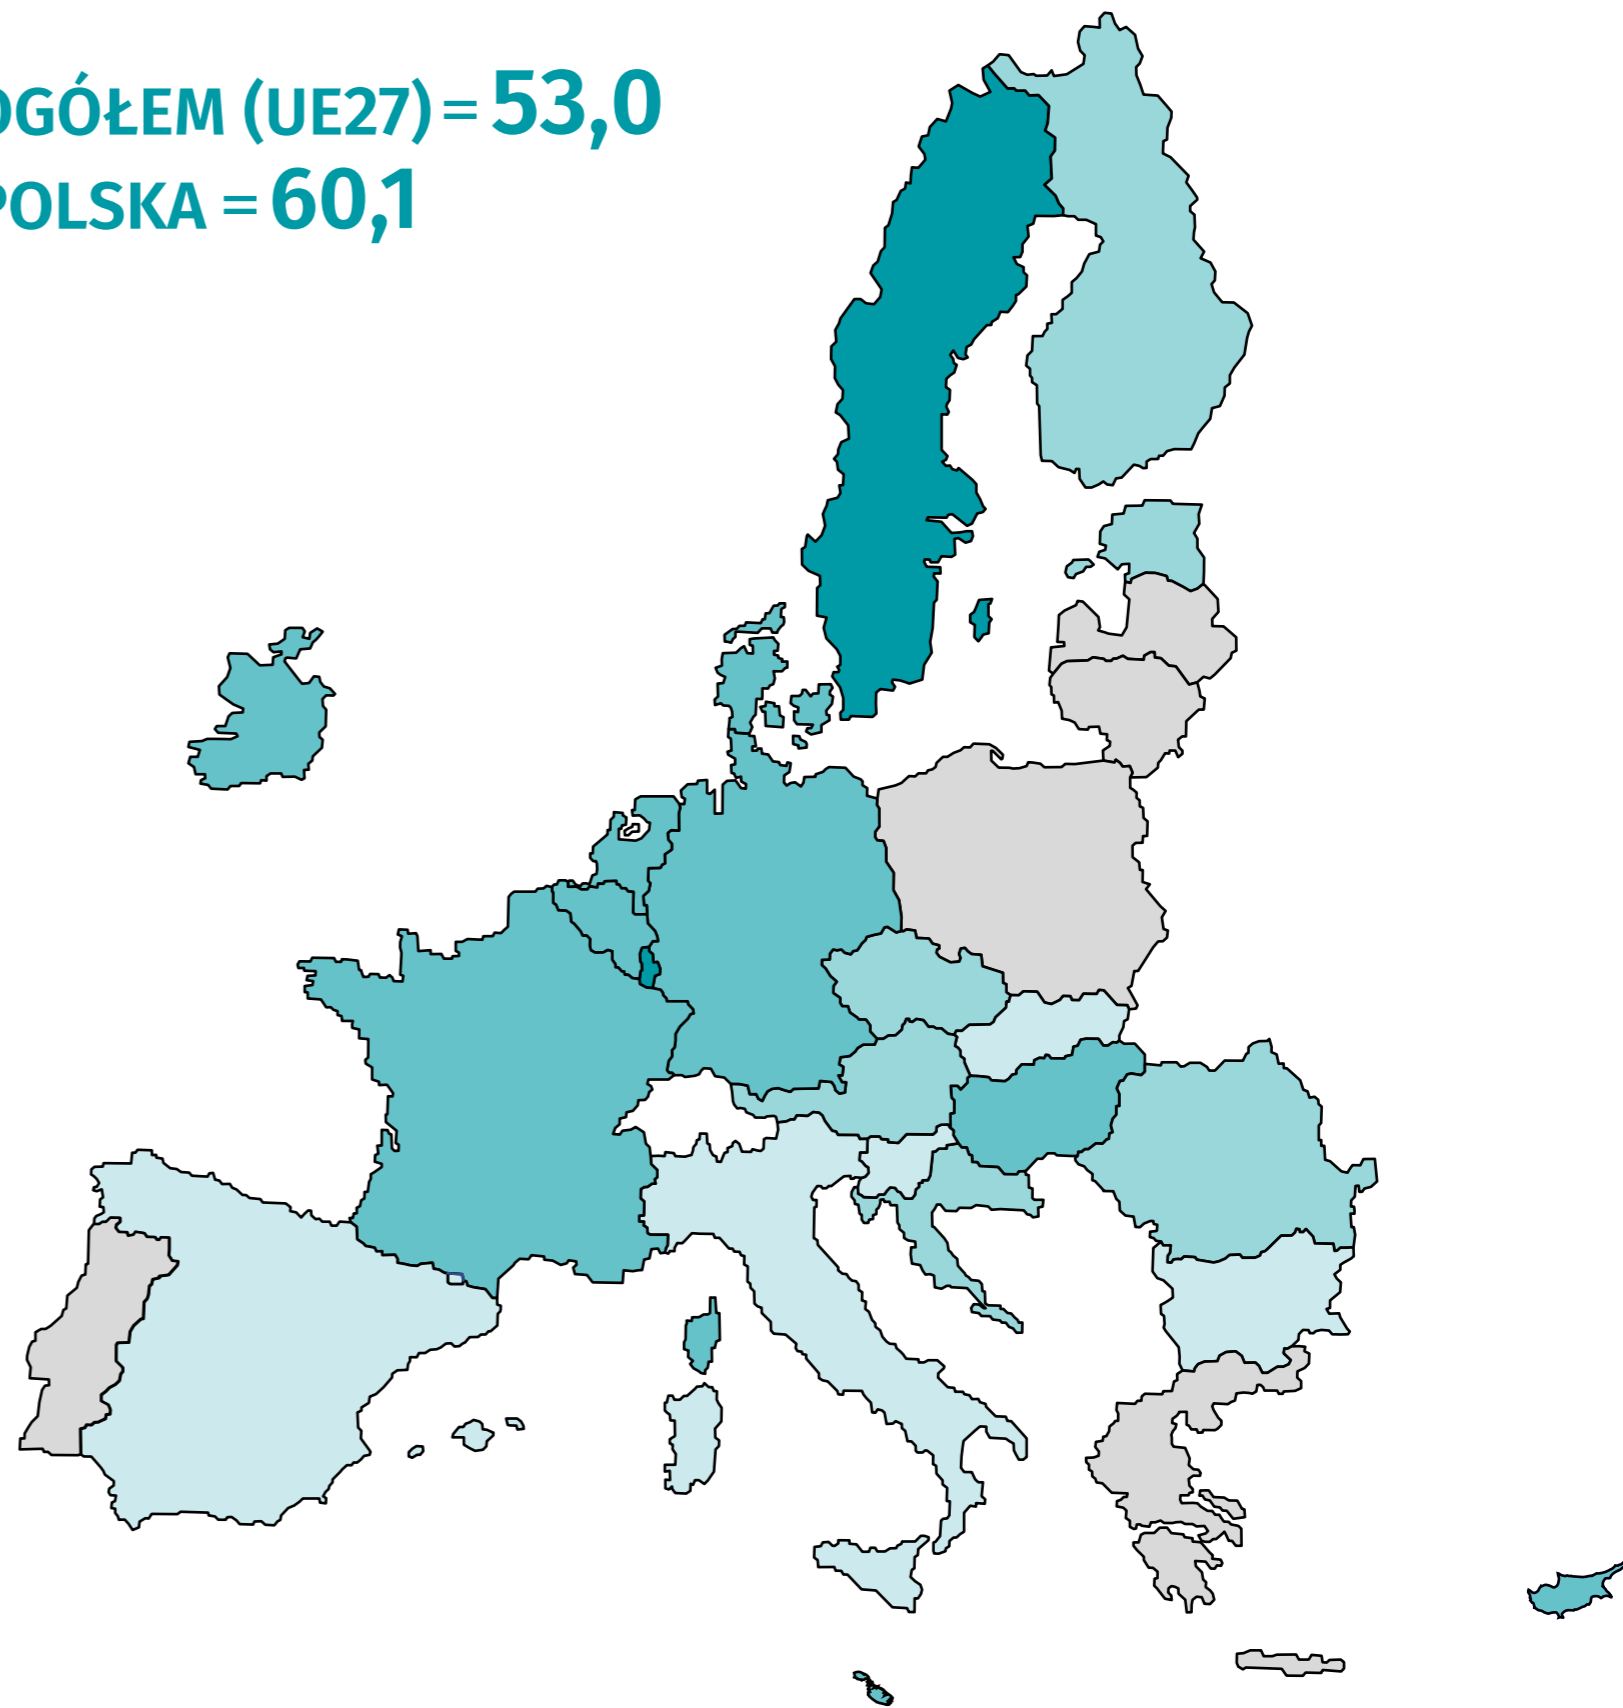 OGÓŁEM (UE27) = 53,0
POLSKA = 60,1